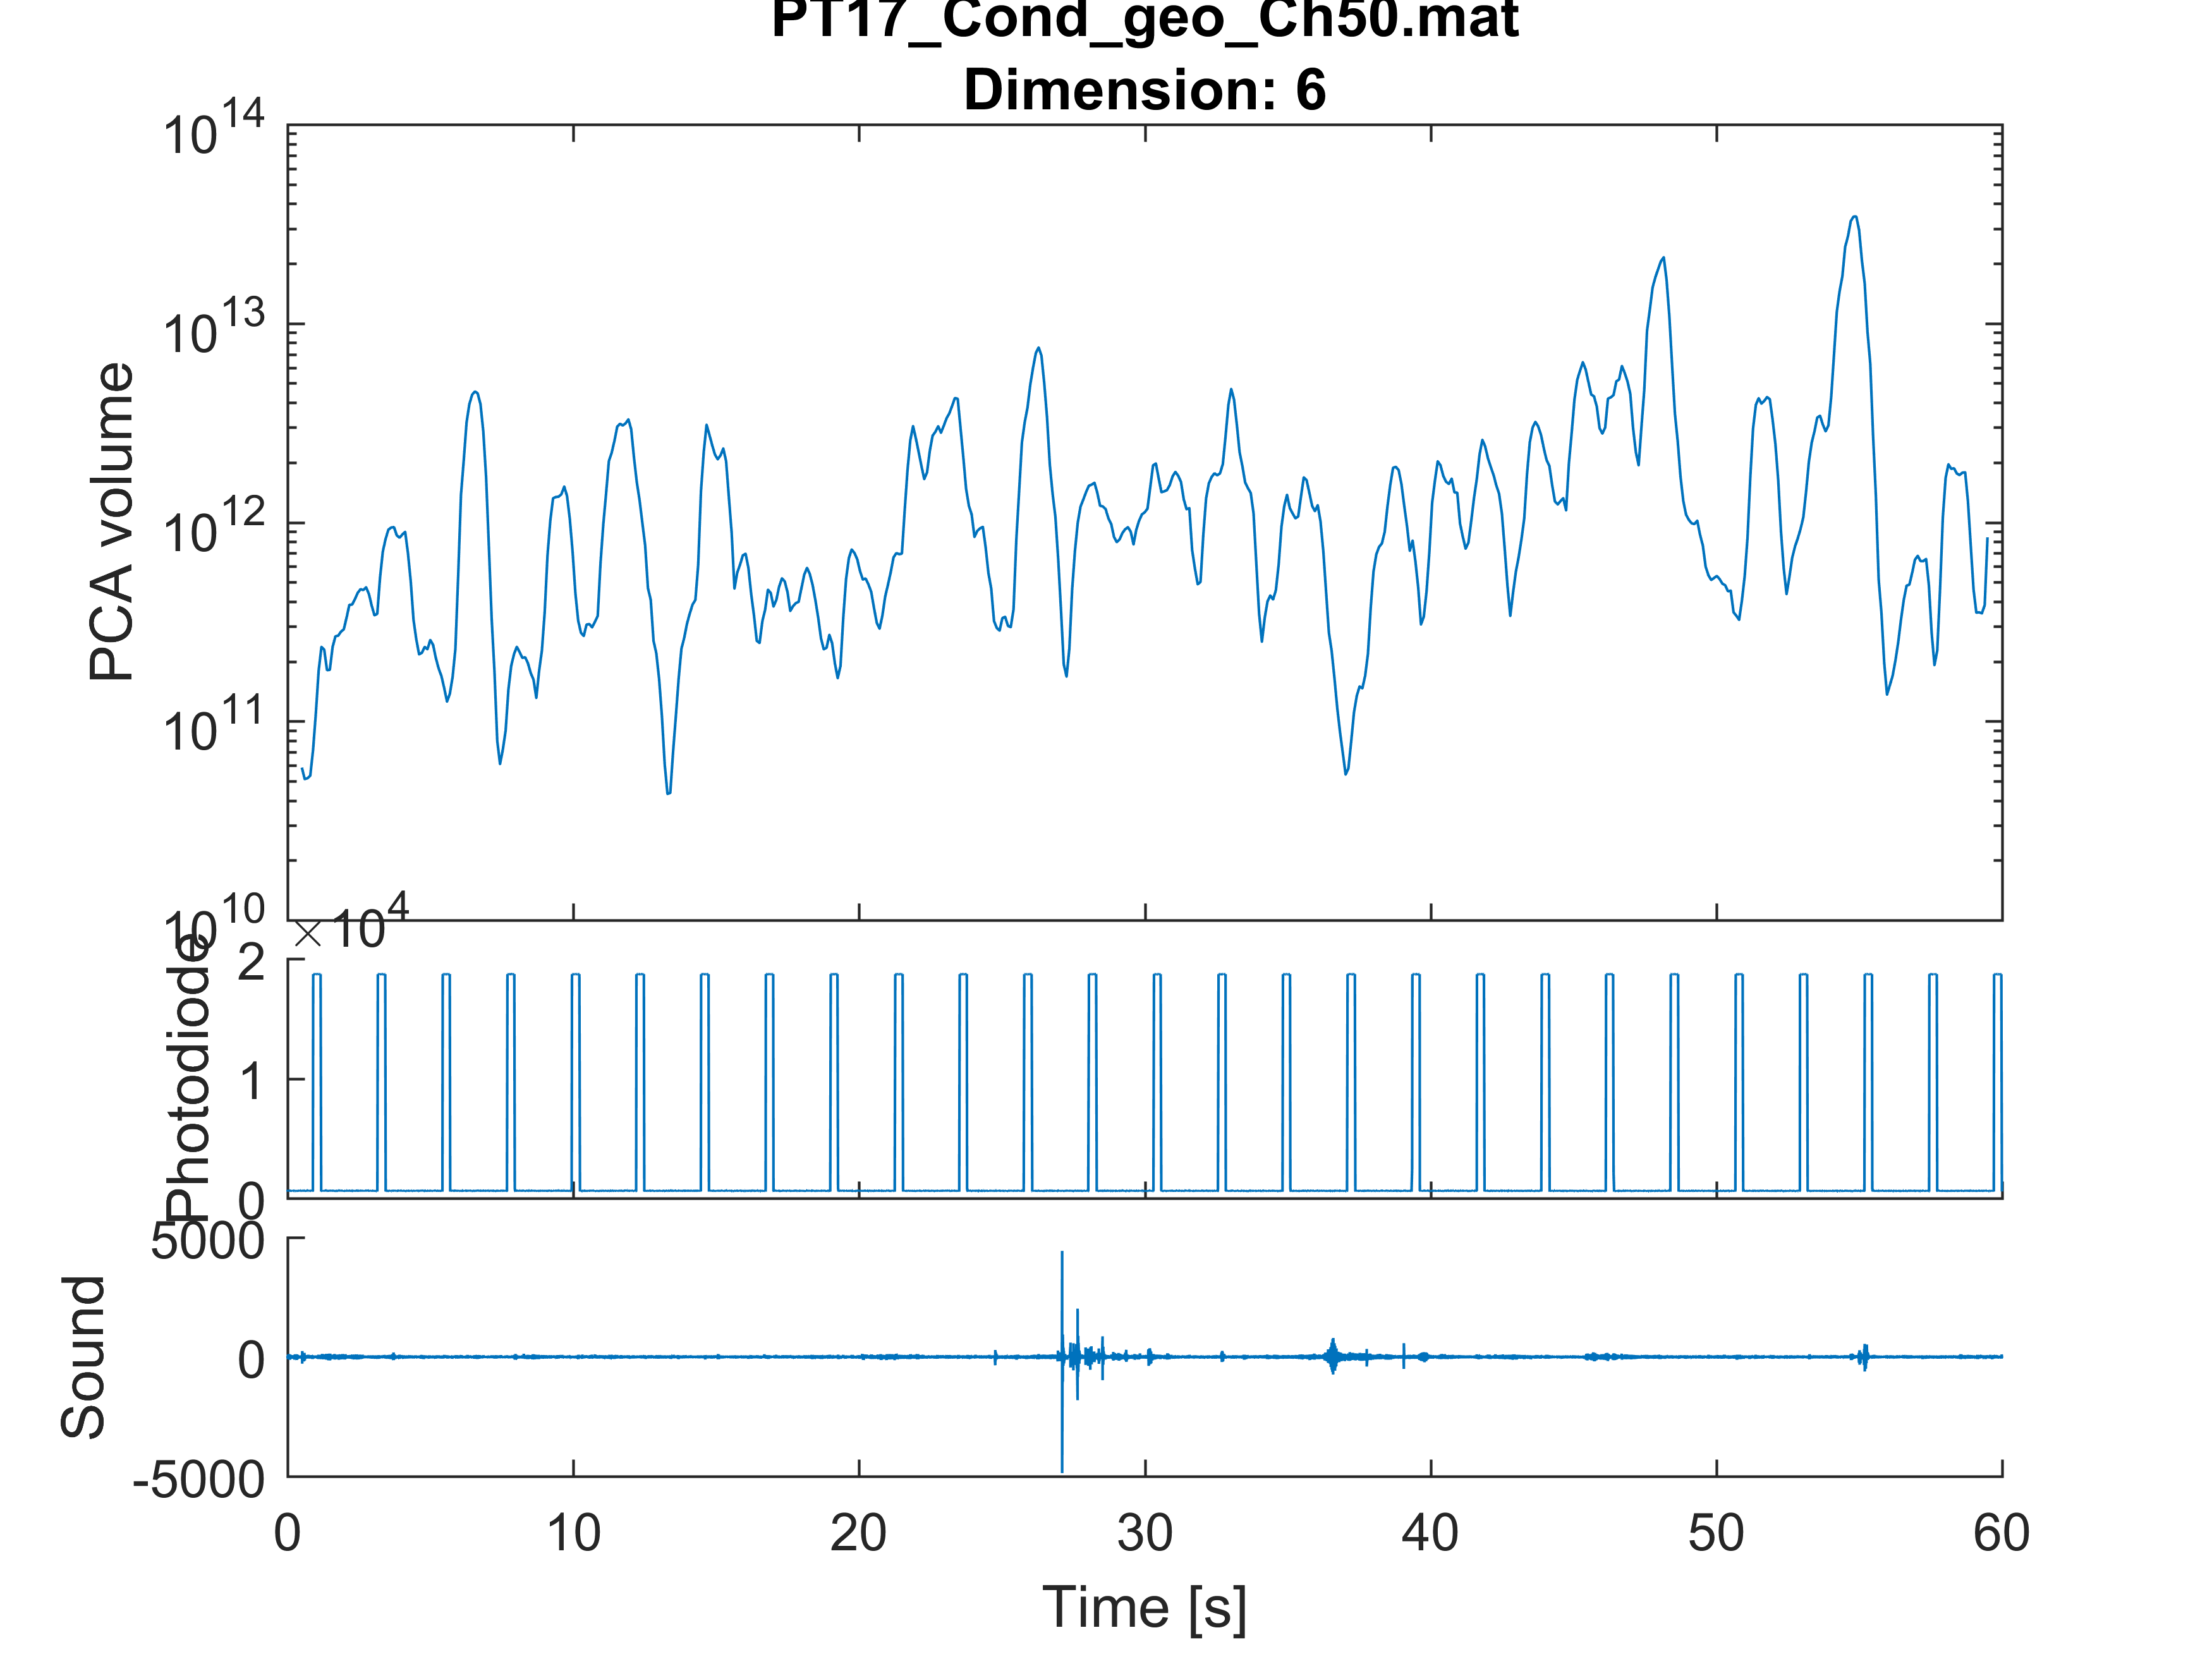 PT17_Cond_geo_Ch50.mat
Dimension: 6
10^14
10^13
10^12
10^11
10^10
PCA volume
× 10^4
2
1
0
Photodiode
5000
0
-5000
Sound
0 10 20 30 40 50 60
Time [s]